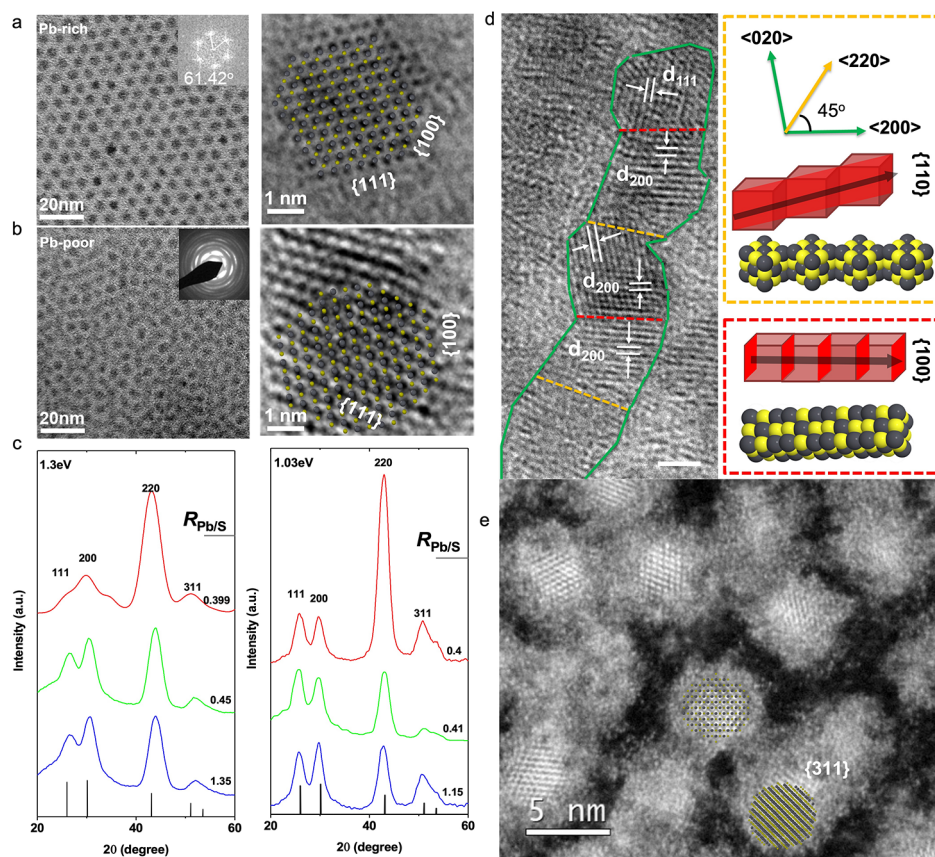 a
Pb-rich
61.42°
20nm
{100}
{111}
1 nm
b
Pb-poor
20nm
{100}
{111}
1 nm
c
1.3eV
220
R Pb/S
200
111
311
0.399
0.45
1.35
Intensity (a.u.)
20 40 60
2θ (degree)
1.03eV
220
R Pb/S
111
200
311
0.4
0.41
1.15
Intensity (a.u.)
20 40 60
2θ (degree)
d
d111
d200
d200
d200
<020>
<220>
45°
<200>
{110}
{100}
e
{311}
5 nm